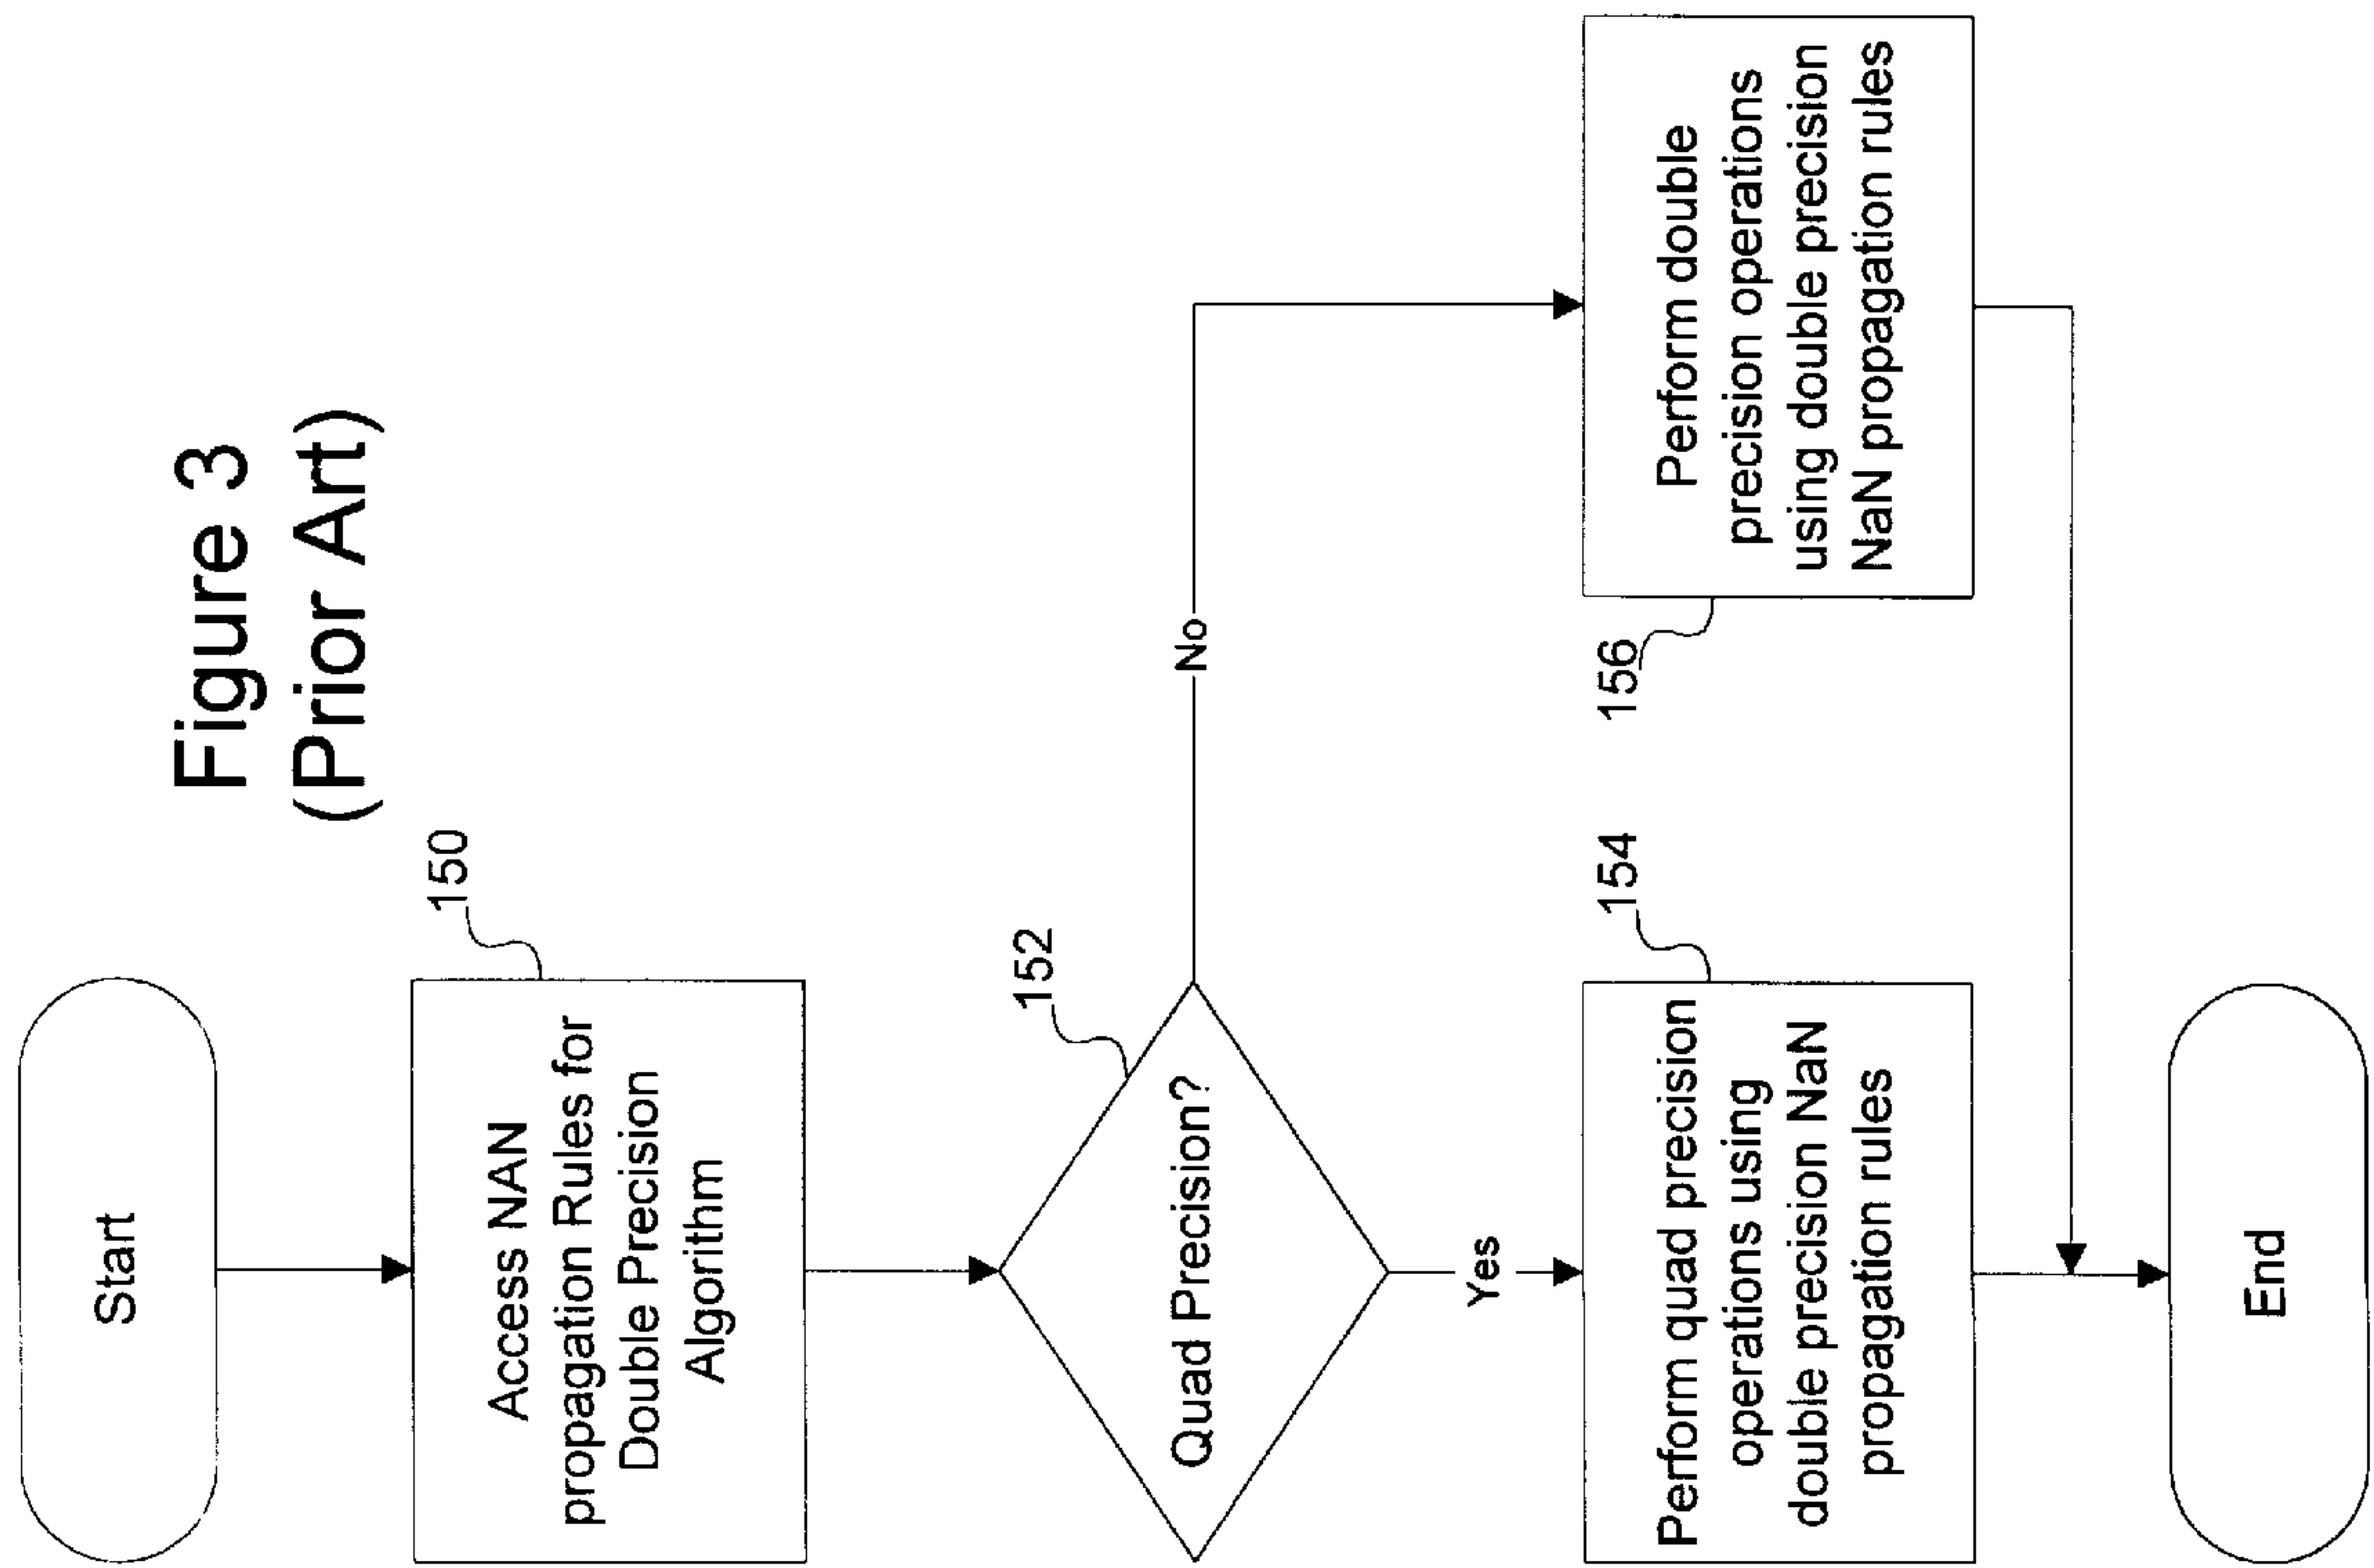 Figure 3
(Prior Art)
Start
150
Access NAN
propagation Rules for
Double Precision
Algorithm
152
Quad Precision?
No
Yes
154
Perform quad precision
operations using
double precision NaN
propagation rules
156
Perform double
precision operations
using double precision
NaN propagation rules
End